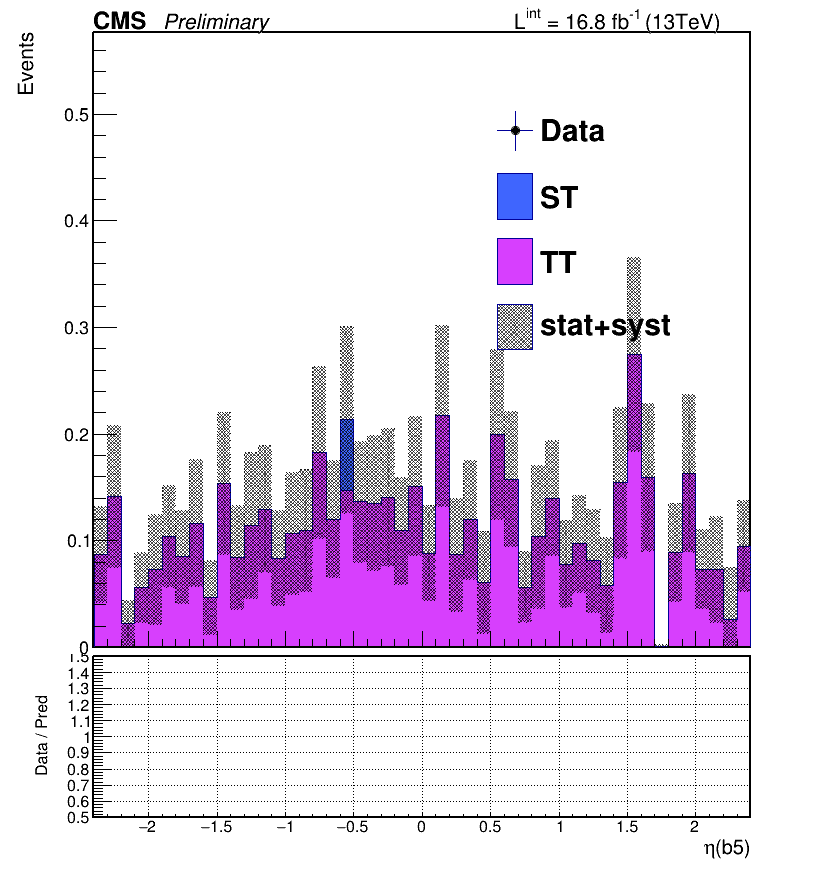 CMS Preliminary L^int = 16.8 fb^-1 (13TeV)
Events
0.5
0.4
0.3
0.2
0.1
0
Data
ST
TT
stat+syst
Data / Pred
1.5
1.4
1.3
1.2
1.1
1
0.9
0.8
0.7
0.6
0.5
−2 −1.5 −1 −0.5 0 0.5 1 1.5 2
η(b5)